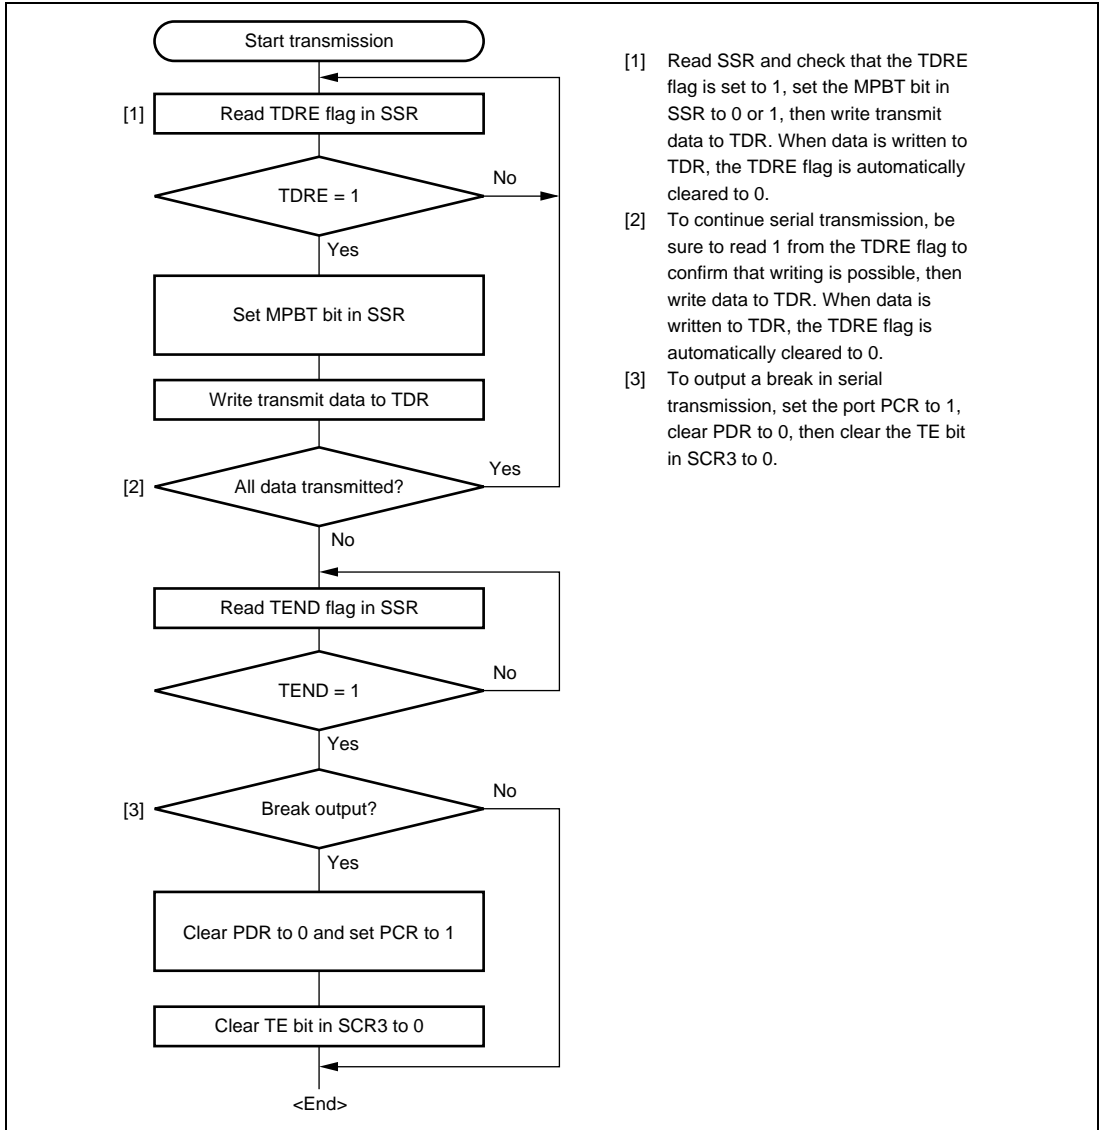 Start transmission
[1]
Read TDRE flag in SSR
TDRE = 1
No
Yes
Set MPBT bit in SSR
Write transmit data to TDR
[2]
All data transmitted?
Yes
No
Read TEND flag in SSR
TEND = 1
No
Yes
[3]
Break output?
No
Yes
Clear PDR to 0 and set PCR to 1
Clear TE bit in SCR3 to 0
<End>
[1] Read SSR and check that the TDRE
flag is set to 1, set the MPBT bit in
SSR to 0 or 1, then write transmit
data to TDR. When data is written to
TDR, the TDRE flag is automatically
cleared to 0.
[2] To continue serial transmission, be
sure to read 1 from the TDRE flag to
confirm that writing is possible, then
write data to TDR. When data is
written to TDR, the TDRE flag is
automatically cleared to 0.
[3] To output a break in serial
transmission, set the port PCR to 1,
clear PDR to 0, then clear the TE bit
in SCR3 to 0.